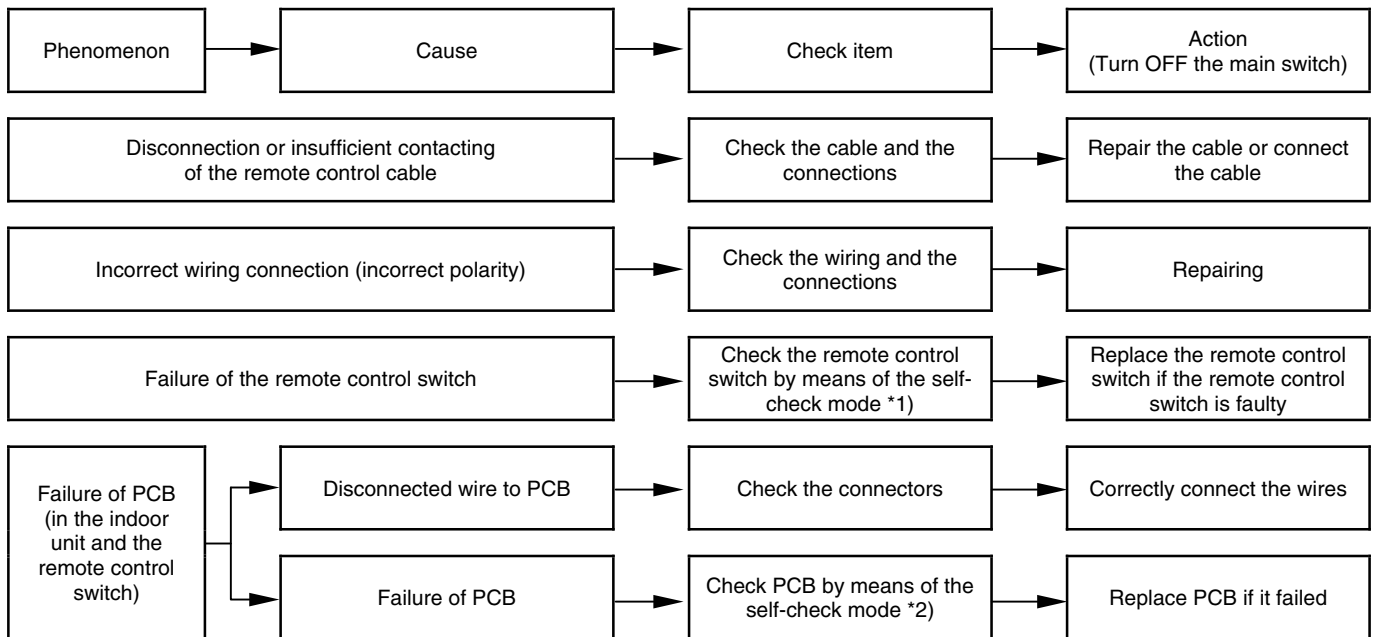 Phenomenon
Cause
Check item
Action
(Turn OFF the main switch)
Disconnection or insufficient contacting
of the remote control cable
Check the cable and the
connections
Repair the cable or connect
the cable
Incorrect wiring connection (incorrect polarity)
Check the wiring and the
connections
Repairing
Failure of the remote control switch
Check the remote control
switch by means of the self-
check mode *1)
Replace the remote control
switch if the remote control
switch is faulty
Failure of PCB
(in the indoor
unit and the
remote control
switch)
Disconnected wire to PCB
Check the connectors
Correctly connect the wires
Failure of PCB
Check PCB by means of the
self-check mode *2)
Replace PCB if it failed